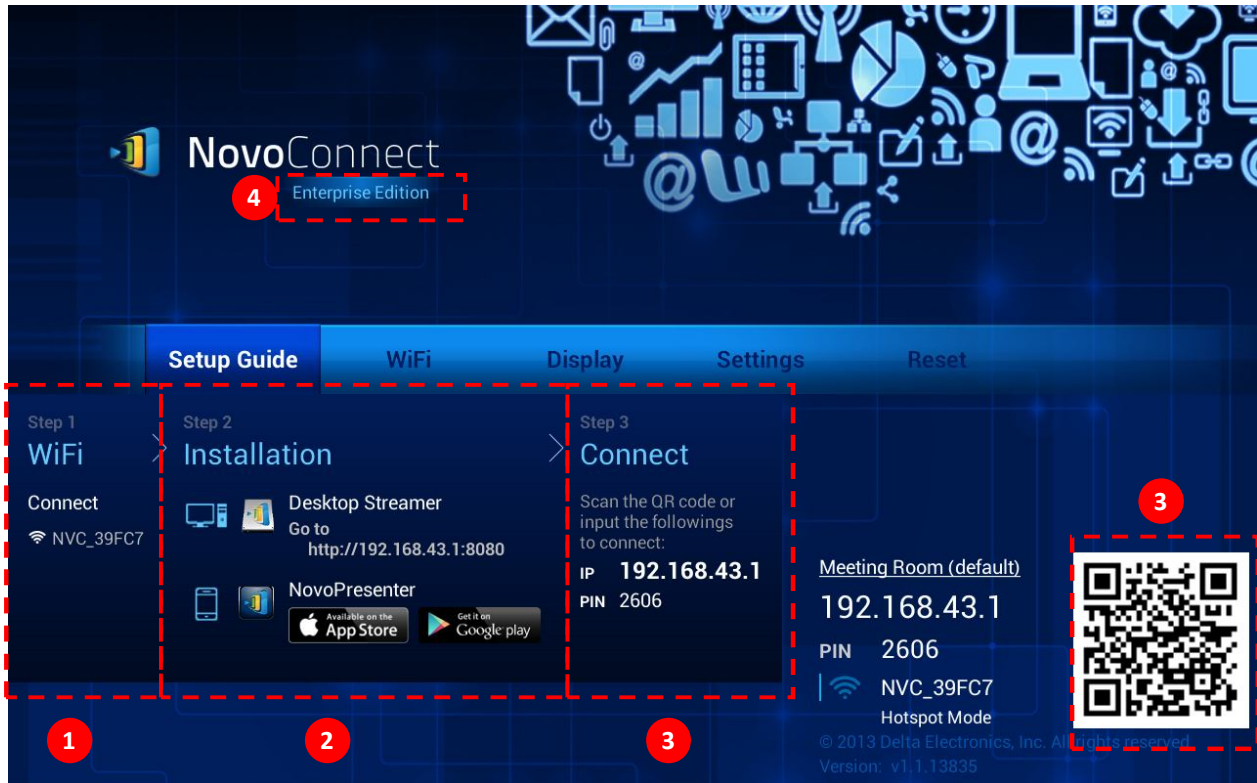 NovoConnect
4
Enterprise Edition
Setup Guide
WiFi
Display
Settings
Reset
Step 1
WiFi
Connect
NVC_39FC7
Step 2
Installation
Desktop Streamer
Go to
http://192.168.43.1:8080
NovoPresenter
Available on the
App Store
Get it on
Google play
Step 3
Connect
Scan the QR code or
input the followings
to connect:
IP 192.168.43.1
PIN 2606
3
Meeting Room (default)
192.168.43.1
PIN 2606
NVC_39FC7
Hotspot Mode
© 2013 Delta Electronics, Inc. All rights reserved.
Version: v1.1.13835
1
2
3